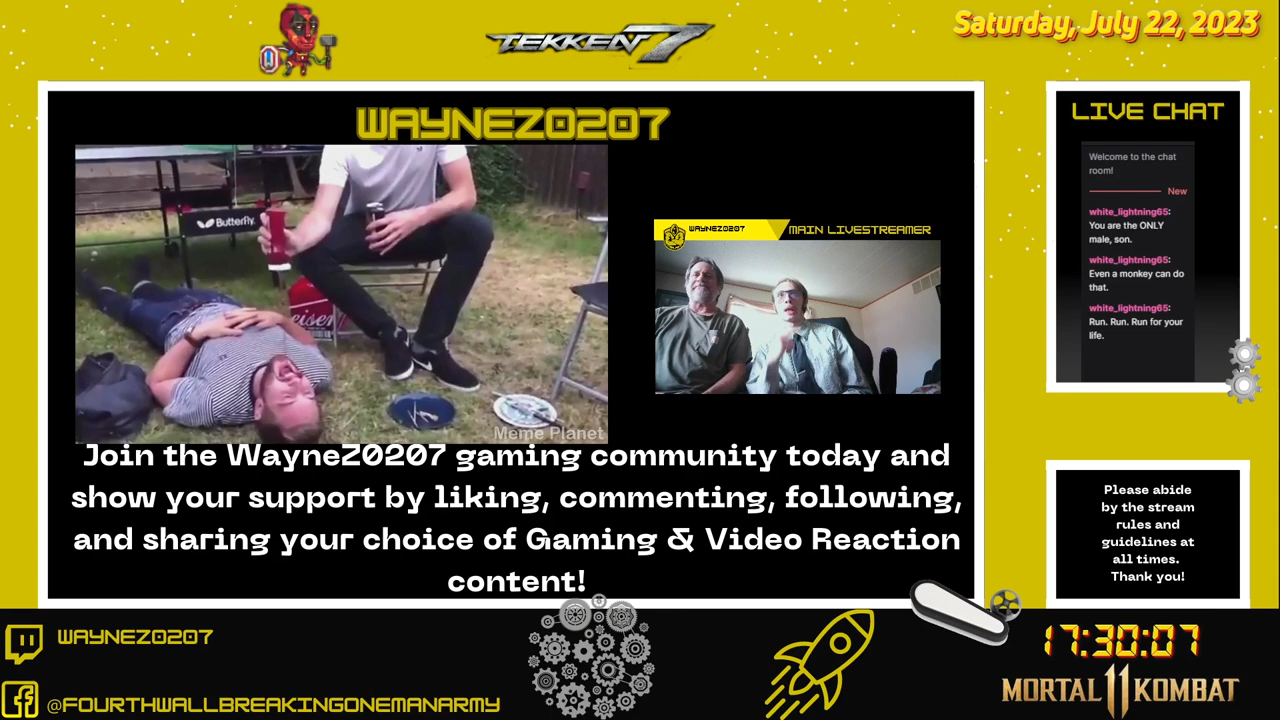 TEKKEN 7
Saturday, July 22, 2023
WAYNEZ0207
Butterfly.
eiser
Meme Planet
WAYNEZ0207
MAIN LIVESTREAMER
Join the WayneZ0207 gaming community today and
show your support by liking, commenting, following,
and sharing your choice of Gaming & Video Reaction
content!
LIVE CHAT
Welcome to the chat
room!
New
white_lightning65:
You are the ONLY
male, son.
white_lightning65:
Even a monkey can do
that.
white_lightning65:
Run. Run. Run for your
life.
Please abide
by the stream
rules and
guidelines at
all times.
Thank you!
WAYNEZ0207
@FOURTHWALLBREAKINGONEMANARMY
17:30:07
MORTAL KOMBAT 11